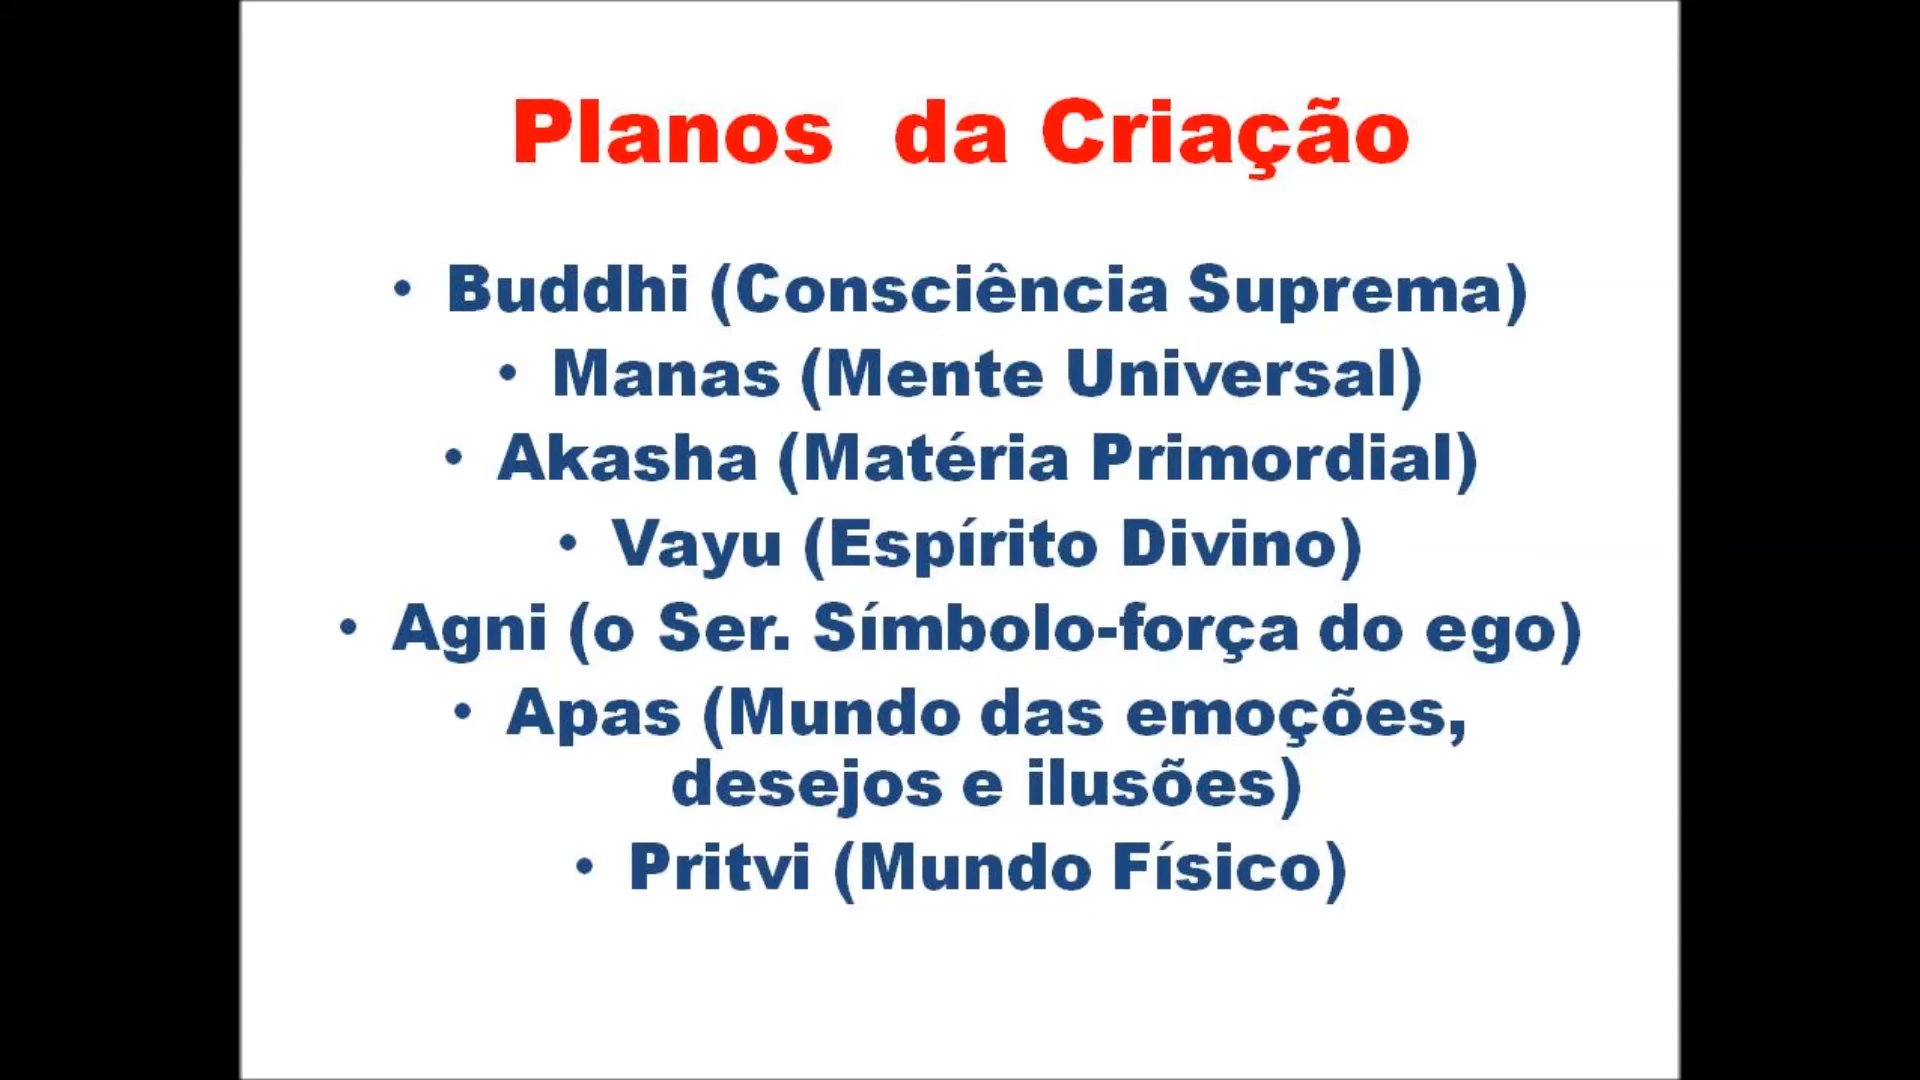 Planos da Criação
• Buddhi (Consciência Suprema)
• Manas (Mente Universal)
• Akasha (Matéria Primordial)
• Vayu (Espírito Divino)
• Agni (o Ser. Símbolo-força do ego)
• Apas (Mundo das emoções,
desejos e ilusões)
• Pritvi (Mundo Físico)